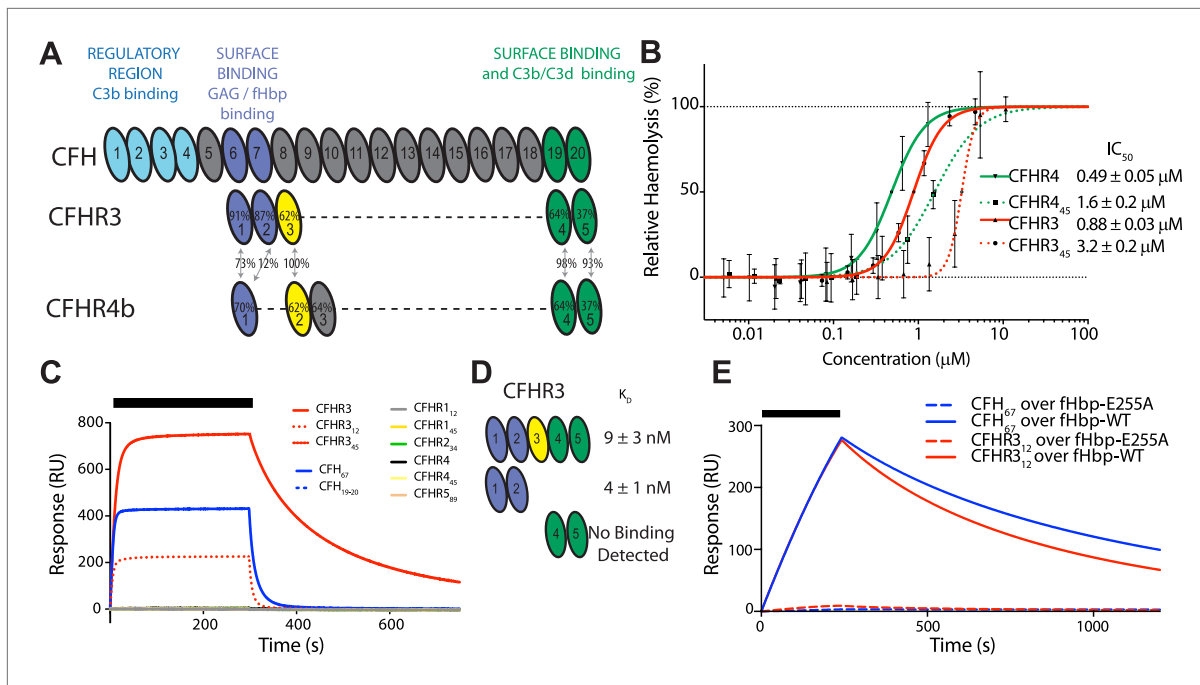 A
REGULATORY
REGION
C3b binding
SURFACE
BINDING
GAG / fHbp
binding
SURFACE BINDING
and C3b/C3d binding
CFH
1 2 3 4 5 6 7 8 9 10 11 12 13 14 15 16 17 18 19 20
CFHR3
91% 87% 62% 64% 37%
1 2 3 4 5
73% 12% 100% 98% 93%
CFHR4b
70% 62% 64% 64% 37%
1 2 3 4 5
B
Relative Haemolysis (%)
100
50
0
0.01 0.1 1 10 100
Concentration (μM)
IC50
CFHR4 0.49 ± 0.05 μM
CFHR445 1.6 ± 0.2 μM
CFHR3 0.88 ± 0.03 μM
CFHR345 3.2 ± 0.2 μM
C
Response (RU)
800
600
400
200
0
200 400 600
Time (s)
CFHR3
CFHR312
CFHR345
CFH67
CFH19-20
CFHR112
CFHR145
CFHR234
CFHR4
CFHR445
CFHR589
D
CFHR3 KD
1 2 3 4 5 9 ± 3 nM
1 2 4 ± 1 nM
4 5 No Binding
Detected
E
Response (RU)
300
200
100
0
0 500 1000
Time (s)
CFH67 over fHbp-E255A
CFH67 over fHbp-WT
CFHR312 over fHbp-E255A
CFHR312 over fHbp-WT